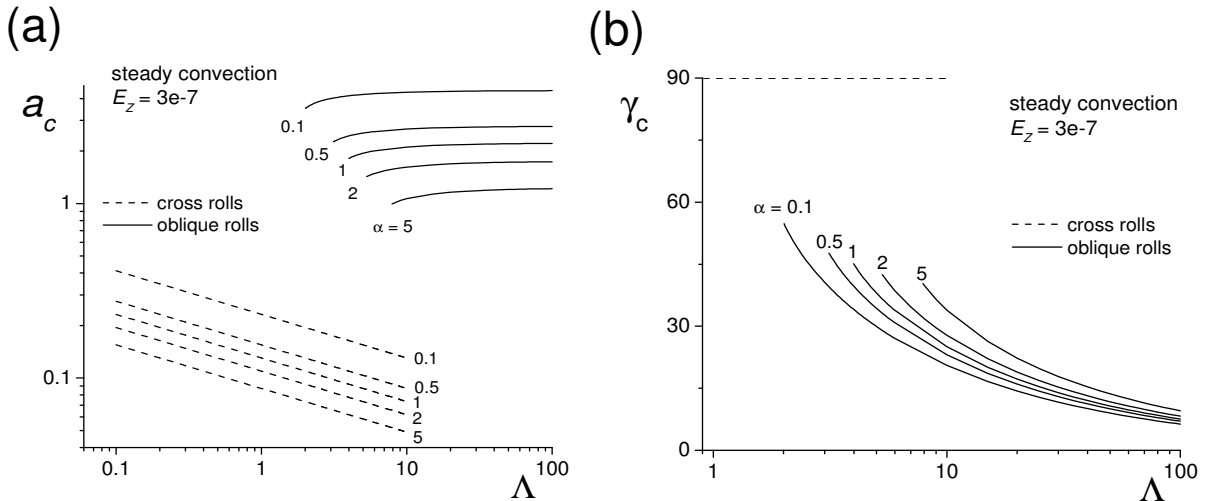 (a)
steady convection
E_z = 3e-7
a_c
0.1
0.5
1
2
α = 5
1
cross rolls
oblique rolls
0.1
0.1
0.5
1
2
5
0.1
1
10
100
Λ
(b)
90
γ_c
steady convection
E_z = 3e-7
60
α = 0.1
0.5
1
2
5
cross rolls
oblique rolls
30
0
1
10
100
Λ